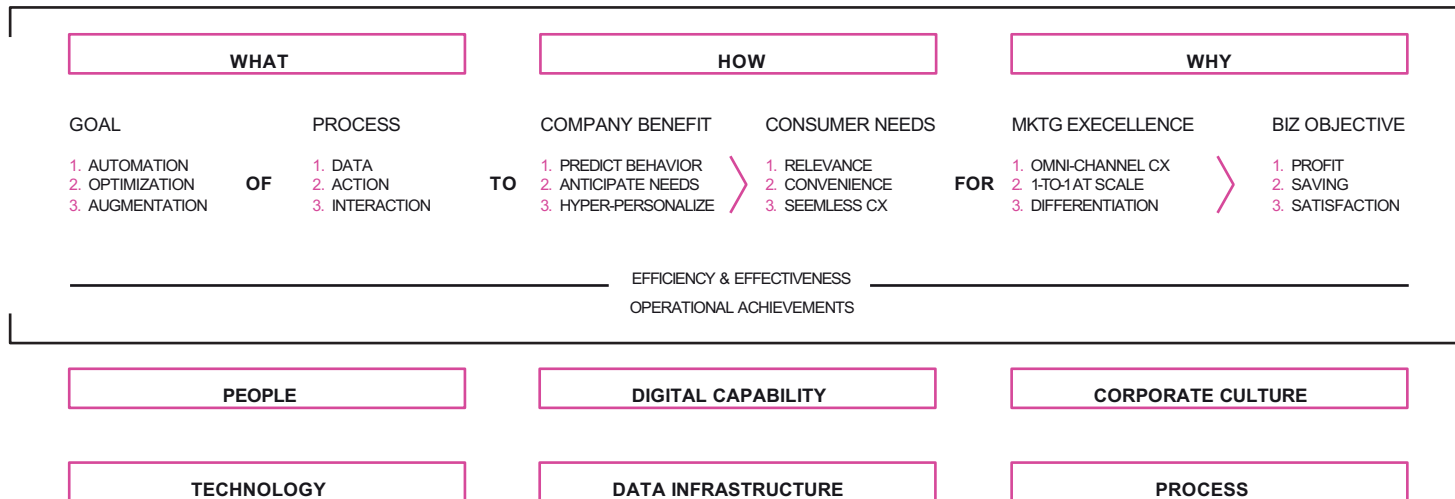 WHAT
HOW
WHY
GOAL
PROCESS
COMPANY BENEFIT
CONSUMER NEEDS
MKTG EXECELLENCE
BIZ OBJECTIVE
1. AUTOMATION
2. OPTIMIZATION
3. AUGMENTATION
OF
1. DATA
2. ACTION
3. INTERACTION
TO
1. PREDICT BEHAVIOR
2. ANTICIPATE NEEDS
3. HYPER-PERSONALIZE
1. RELEVANCE
2. CONVENIENCE
3. SEEMLESS CX
FOR
1. OMNI-CHANNEL CX
2. 1-TO-1 AT SCALE
3. DIFFERENTIATION
1. PROFIT
2. SAVING
3. SATISFACTION
EFFICIENCY & EFFECTIVENESS
OPERATIONAL ACHIEVEMENTS
PEOPLE
DIGITAL CAPABILITY
CORPORATE CULTURE
TECHNOLOGY
DATA INFRASTRUCTURE
PROCESS